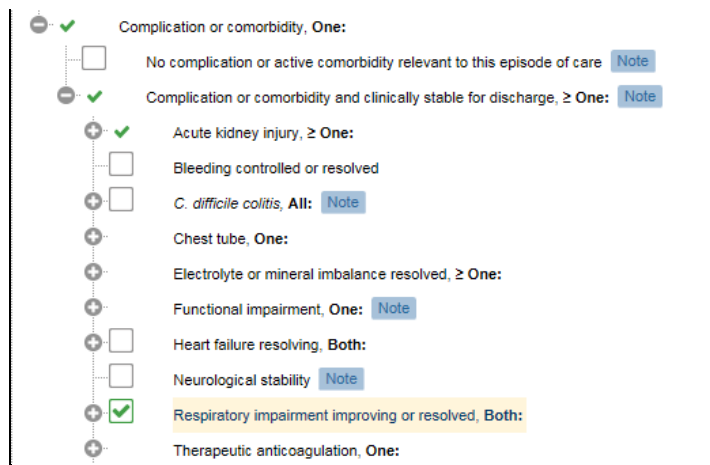 Complication or comorbidity, One:
No complication or active comorbidity relevant to this episode of care Note
Complication or comorbidity and clinically stable for discharge, ≥ One: Note
Acute kidney injury, ≥ One:
Bleeding controlled or resolved
C. difficile colitis, All: Note
Chest tube, One:
Electrolyte or mineral imbalance resolved, ≥ One:
Functional impairment, One: Note
Heart failure resolving, Both:
Neurological stability Note
Respiratory impairment improving or resolved, Both:
Therapeutic anticoagulation, One: